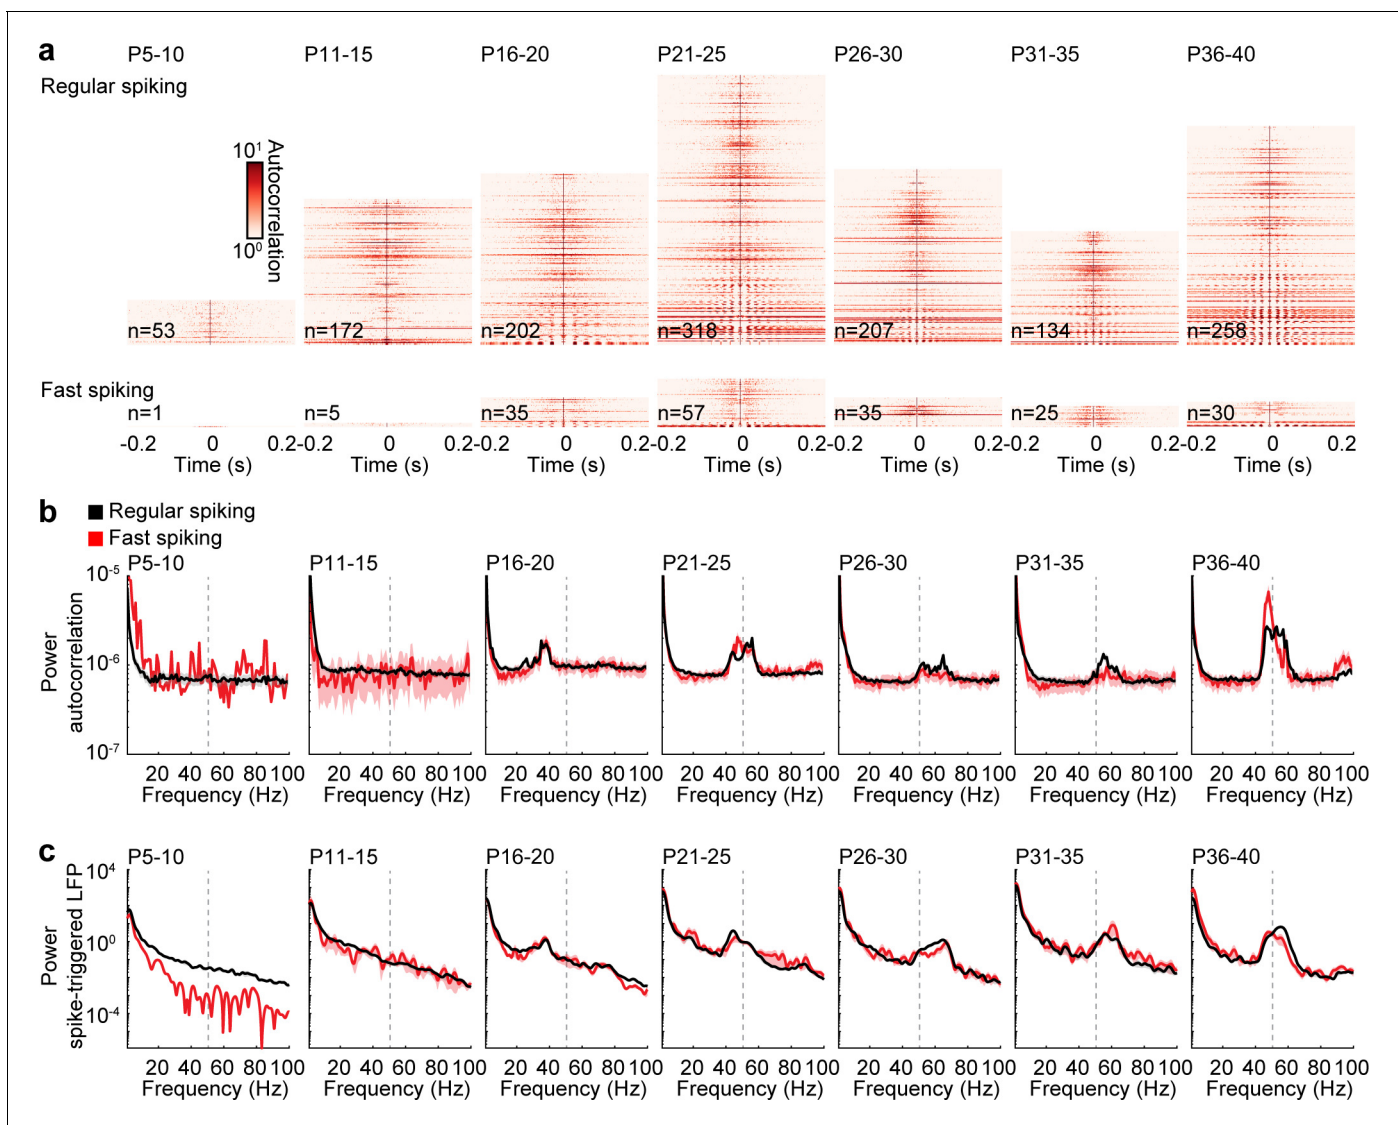 a
P5-10 P11-15 P16-20 P21-25 P26-30 P31-35 P36-40
Regular spiking
10¹
10⁰
Autocorrelation
n=53 n=172 n=202 n=318 n=207 n=134 n=258
Fast spiking
n=1 n=5 n=35 n=57 n=35 n=25 n=30
-0.2 0 0.2 -0.2 0 0.2 -0.2 0 0.2 -0.2 0 0.2 -0.2 0 0.2 -0.2 0 0.2 -0.2 0 0.2
Time (s) Time (s) Time (s) Time (s) Time (s) Time (s) Time (s)
b
Regular spiking
Fast spiking
P5-10 P11-15 P16-20 P21-25 P26-30 P31-35 P36-40
10⁻⁵
10⁻⁶
10⁻⁷
Power
autocorrelation
20 40 60 80 100 20 40 60 80 100 20 40 60 80 100 20 40 60 80 100 20 40 60 80 100 20 40 60 80 100 20 40 60 80 100
Frequency (Hz) Frequency (Hz) Frequency (Hz) Frequency (Hz) Frequency (Hz) Frequency (Hz) Frequency (Hz)
c
P5-10 P11-15 P16-20 P21-25 P26-30 P31-35 P36-40
10⁴
10⁰
10⁻⁴
Power
spike-triggered LFP
20 40 60 80 100 20 40 60 80 100 20 40 60 80 100 20 40 60 80 100 20 40 60 80 100 20 40 60 80 100 20 40 60 80 100
Frequency (Hz) Frequency (Hz) Frequency (Hz) Frequency (Hz) Frequency (Hz) Frequency (Hz) Frequency (Hz)